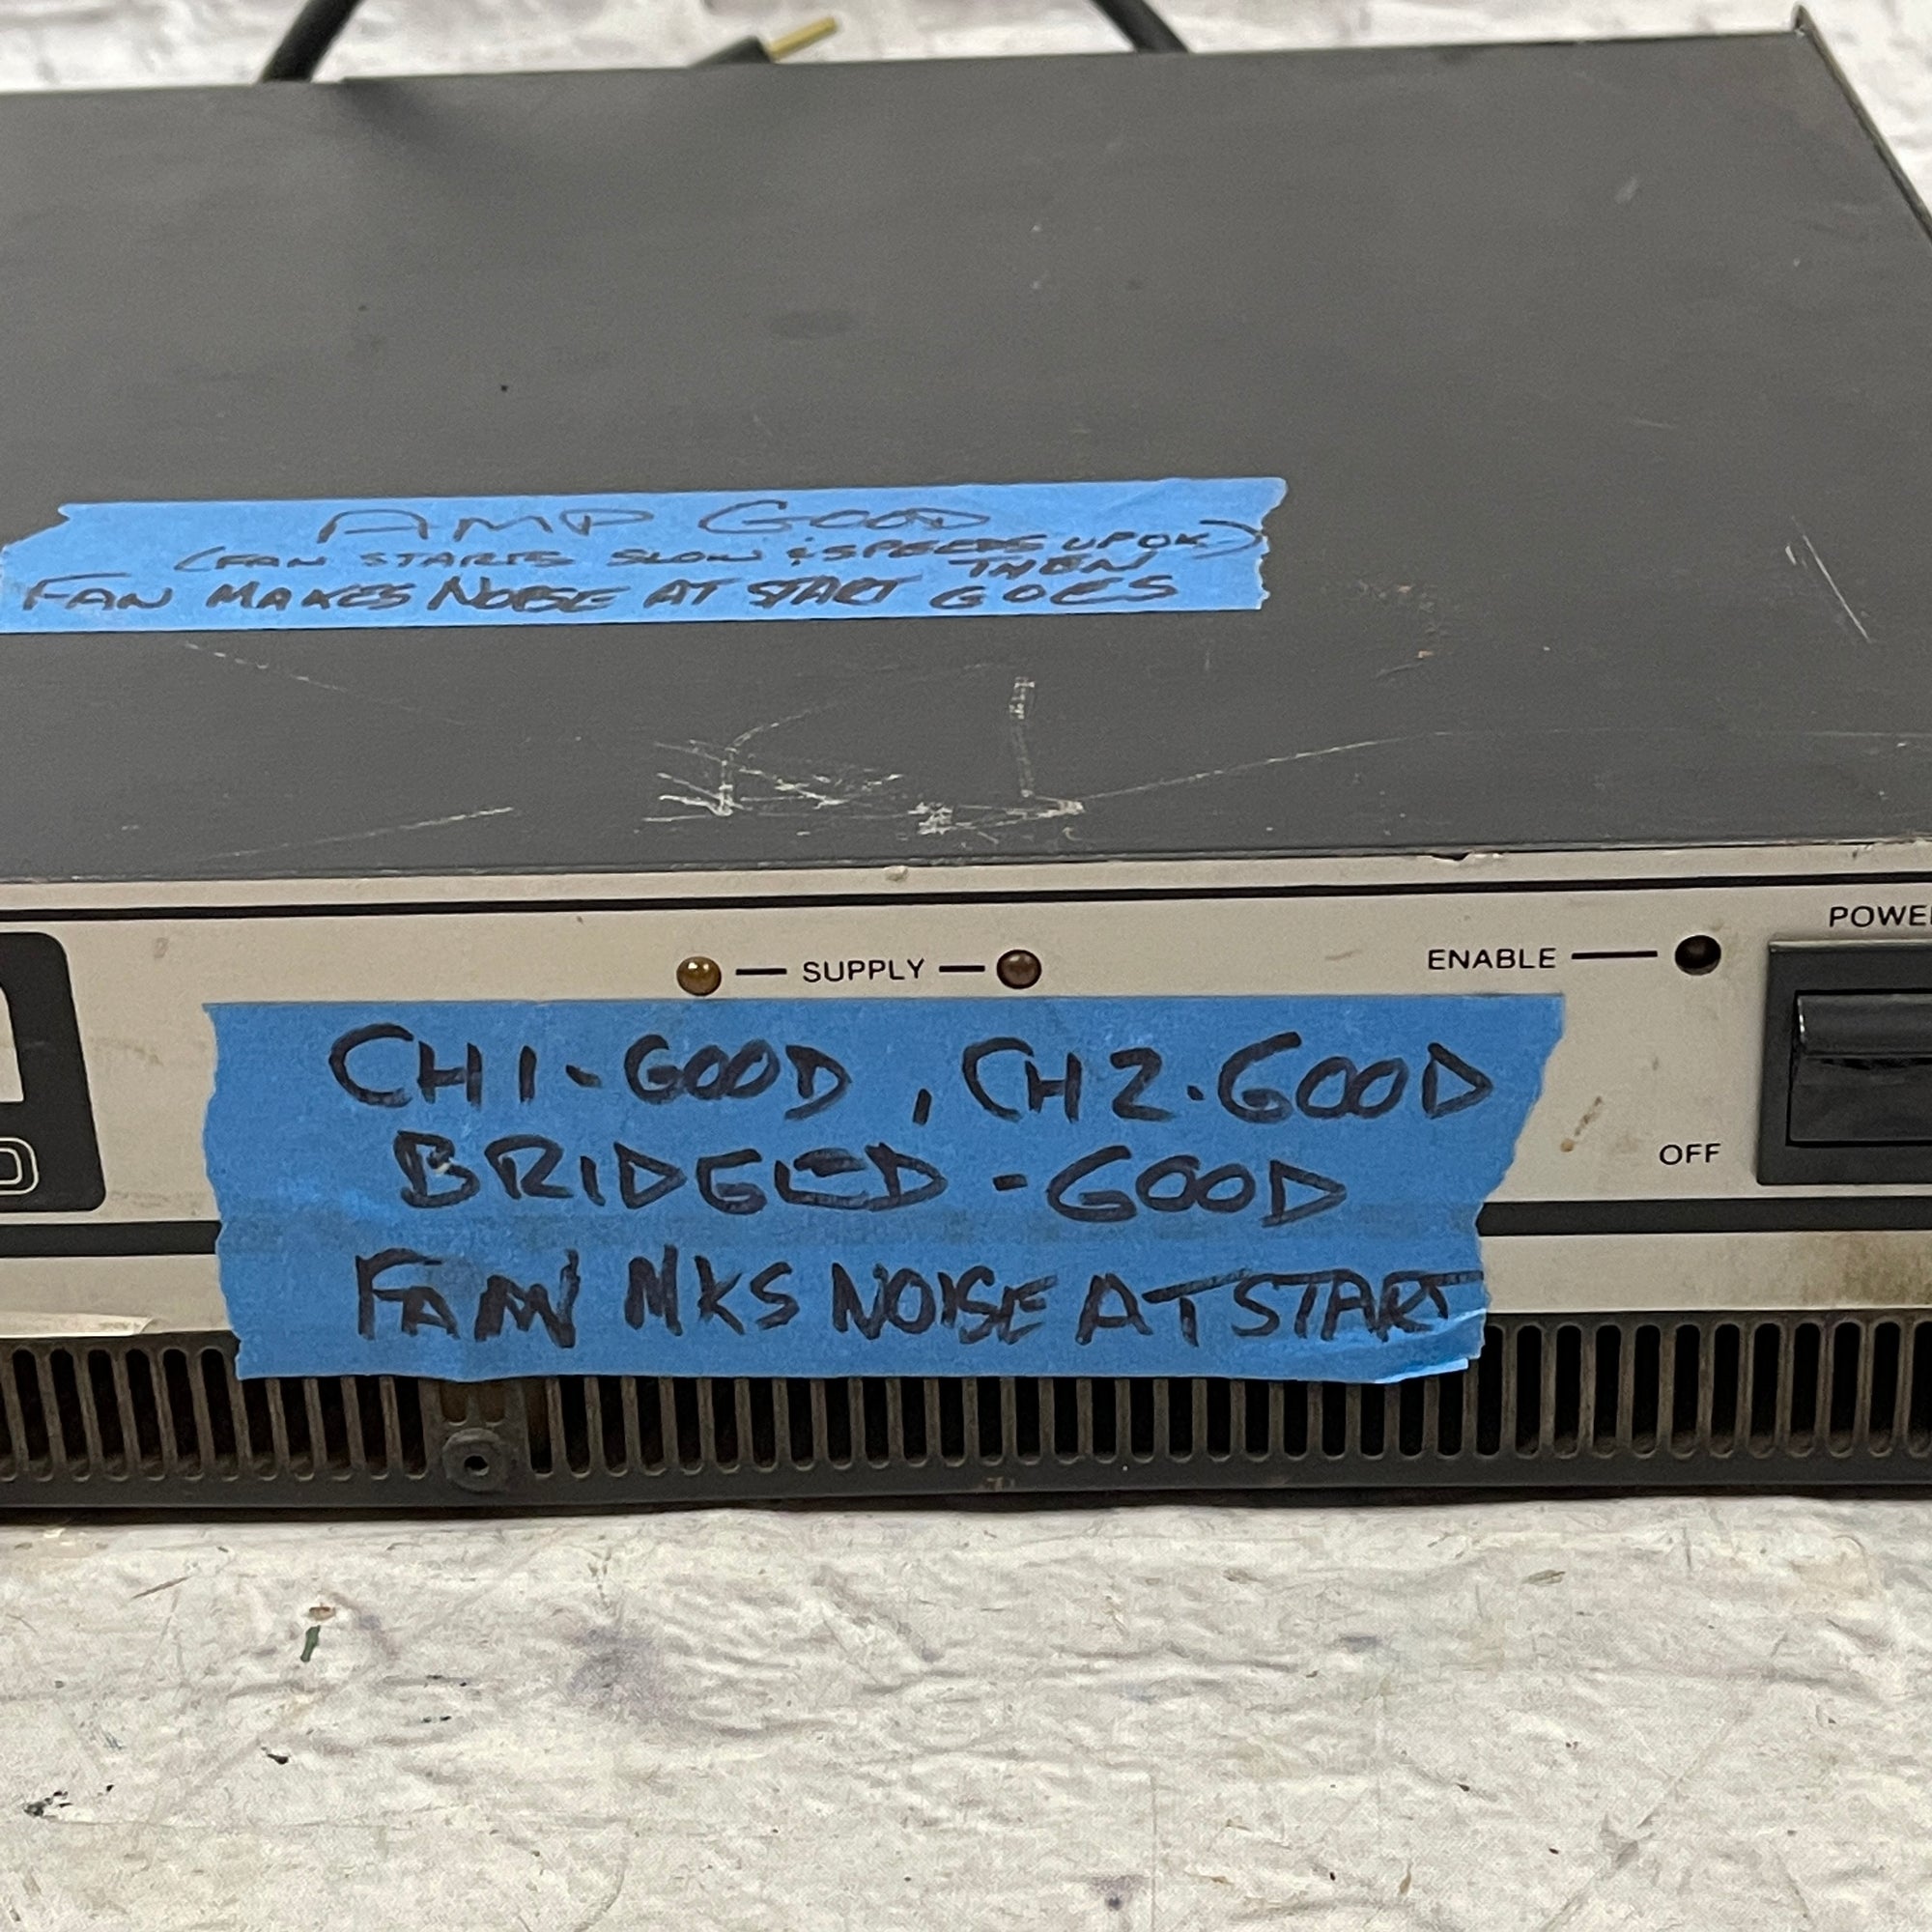 AMP GOOD
(FAN STARTS SLOW & SPEEDS UP OK)
FAN MAKES NOISE AT START THEN GOES
SUPPLY
ENABLE
POWE
OFF
CH1-GOOD, CH2-GOOD
BRIDGED-GOOD
FAN MKS NOISE AT START